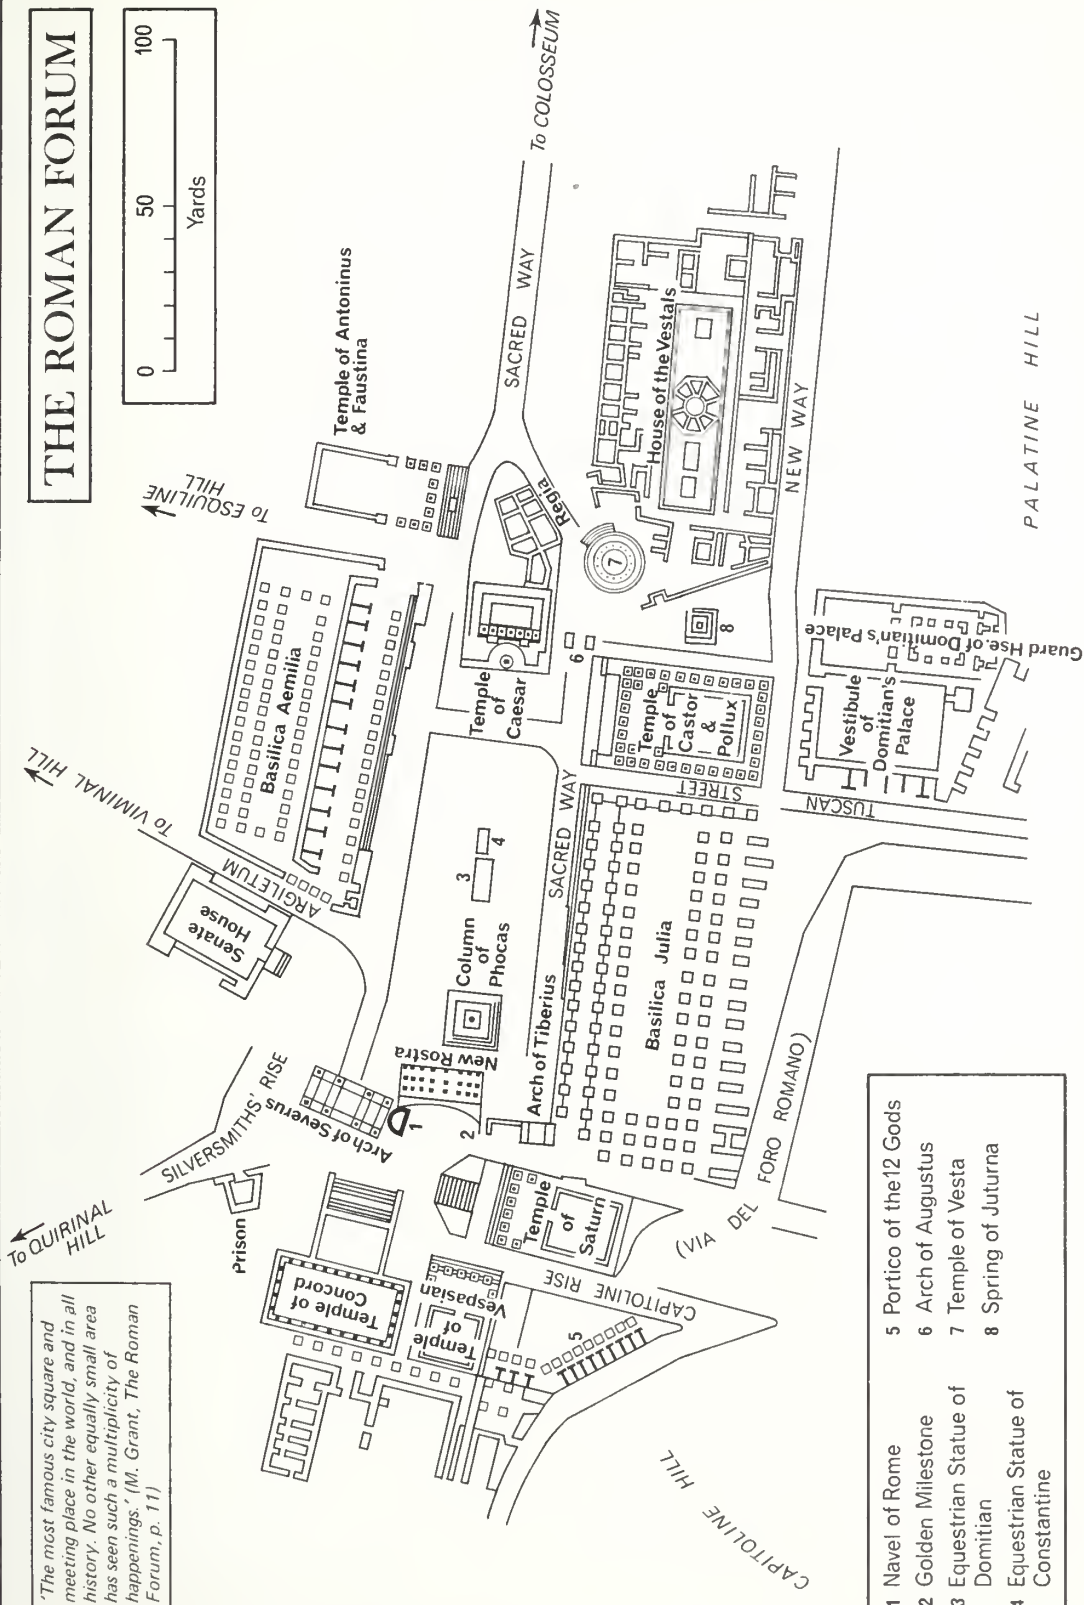 THE ROMAN FORUM
0 50 100
Yards
'The most famous city square and
meeting place in the world, and in all
history. No other equally small area
has seen such a multiplicity of
happenings.' (M. Grant, The Roman
Forum, p. 11)
To QUIRINAL
HILL
To VIMINAL HILL
To ESQUILINE
HILL
To COLOSSEUM
SILVERSMITHS' RISE
Prison
Senate
House
ARGILETUM
Basilica Aemilia
Temple of Antoninus
& Faustina
SACRED WAY
Temple of
Concord
Arch of Severus
1
New Rostra
2
Column
of
Phocas
3
4
Temple
of
Caesar
Regia
Temple
of
Vespasian
Temple
of
Saturn
Arch of Tiberius
SACRED WAY
6
7
House of the Vestals
CAPITOLINE RISE
5
Basilica Julia
TUSCAN
STREET
Temple
of
Castor
&
Pollux
8
NEW WAY
(VIA DEL
FORO ROMANO)
Vestibule
of
Domitian's
Palace
Guard Hse. of Domitian's Palace
CAPITOLINE HILL
PALATINE HILL
1 Navel of Rome
2 Golden Milestone
3 Equestrian Statue of
Domitian
4 Equestrian Statue of
Constantine
5 Portico of the 12 Gods
6 Arch of Augustus
7 Temple of Vesta
8 Spring of Juturna